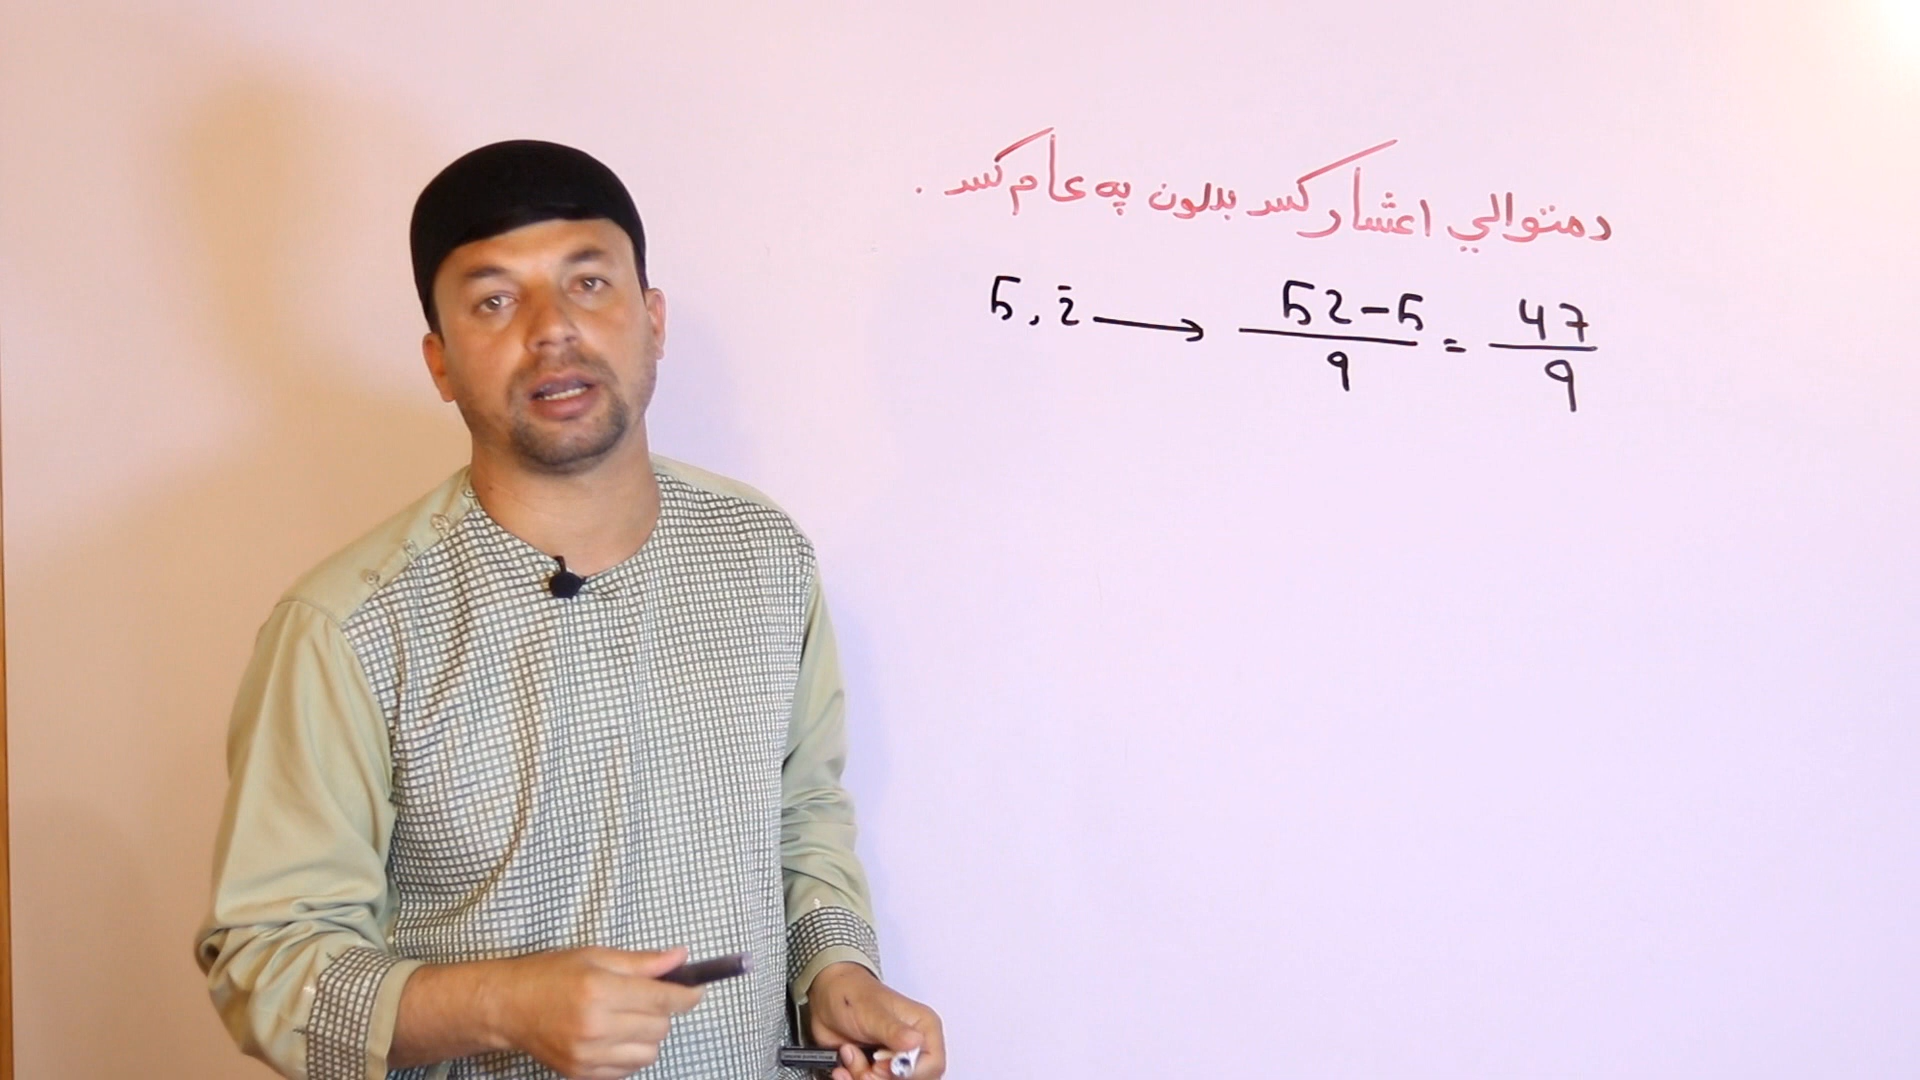 د متوالي اعشار کسر بدلون په عام کسر .
5,2̅ → 52-5/9 = 47/9